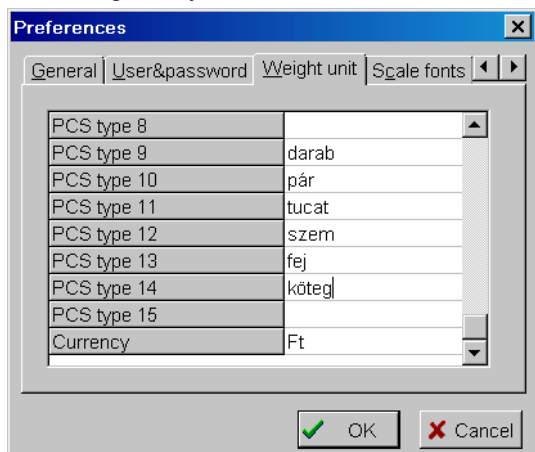 Preferences
General User&password Weight unit Scale fonts
PCS type 8
PCS type 9 darab
PCS type 10 pár
PCS type 11 tucat
PCS type 12 szem
PCS type 13 fej
PCS type 14 köteg
PCS type 15
Currency Ft
OK Cancel